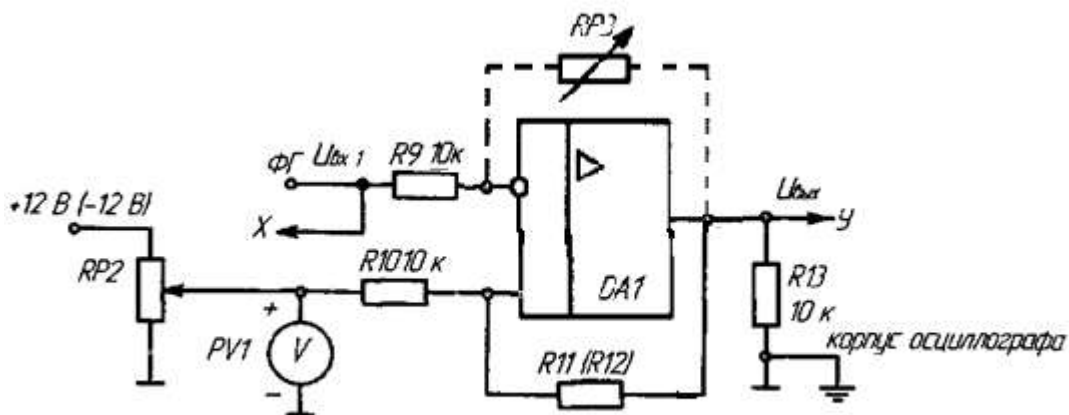 RP3
ФГ Uвх 1
R9 10к
+12 В (-12 В)
X
Uвых
У
RP2
R10 10 к
DA1
R13
10 к
+
PV1
V
-
R11 (R12)
корпус осциллографа